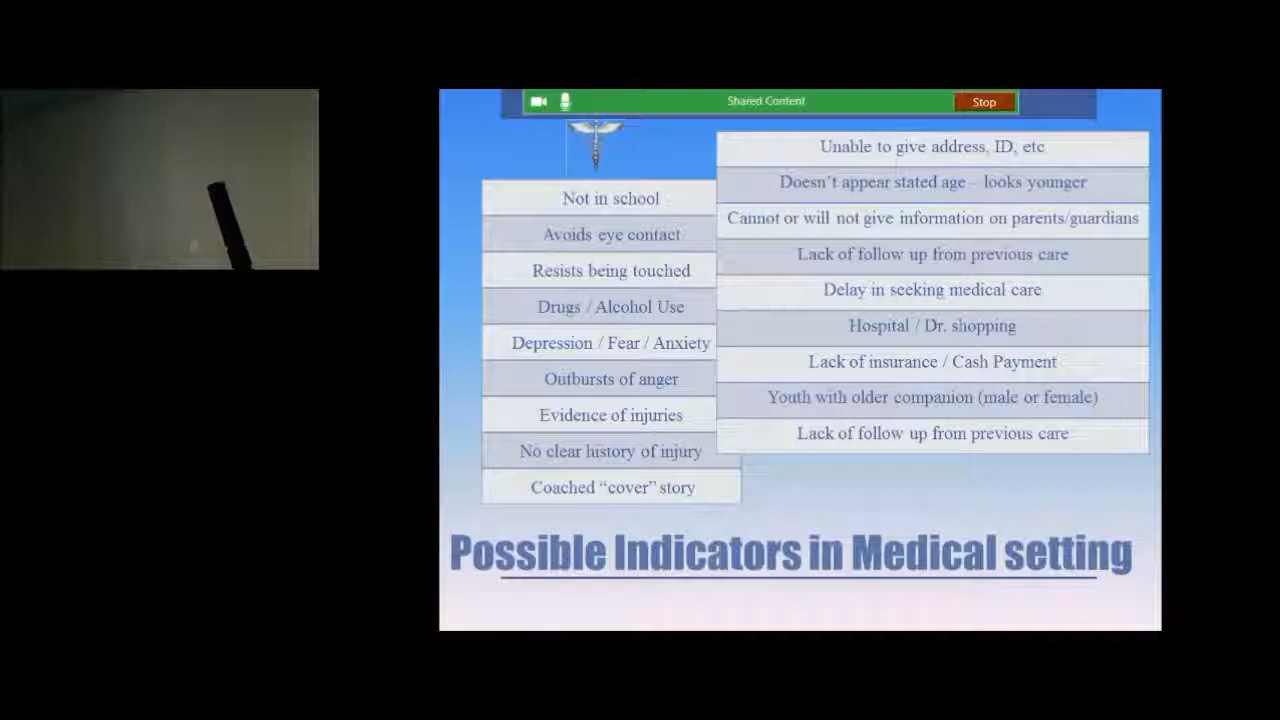 Shared Content
Stop
Not in school
Avoids eye contact
Resists being touched
Drugs / Alcohol Use
Depression / Fear / Anxiety
Outbursts of anger
Evidence of injuries
No clear history of injury
Coached “cover” story
Unable to give address, ID, etc
Doesn’t appear stated age – looks younger
Cannot or will not give information on parents/guardians
Lack of follow up from previous care
Delay in seeking medical care
Hospital / Dr. shopping
Lack of insurance / Cash Payment
Youth with older companion (male or female)
Lack of follow up from previous care
Possible Indicators in Medical setting